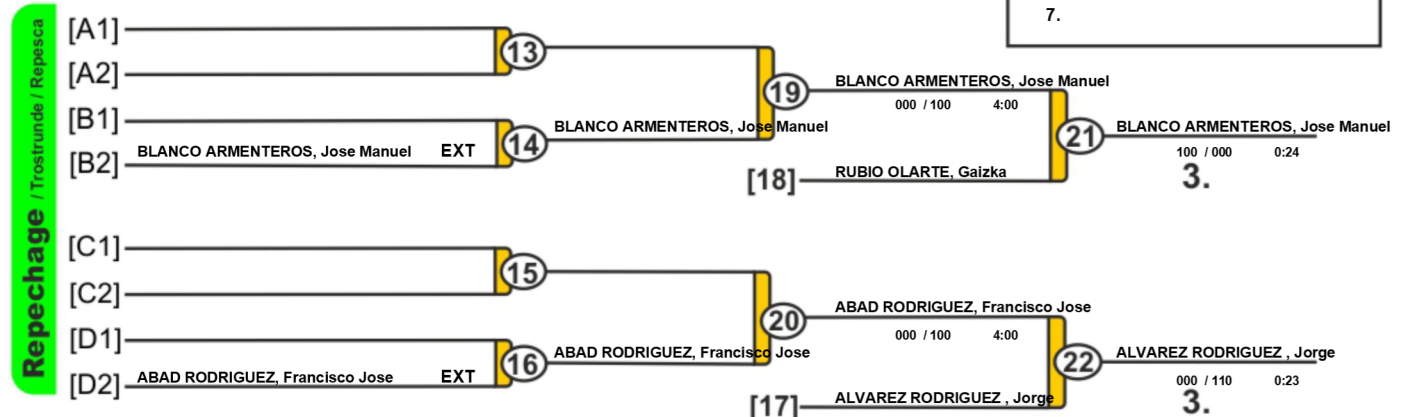 7.
Repechage / Trostrunde / Repesca
[A1]
13
[A2]
19
BLANCO ARMENTEROS, Jose Manuel
000 / 100 4:00
[B1]
14
BLANCO ARMENTEROS, Jose Manuel
[B2] BLANCO ARMENTEROS, Jose Manuel EXT
21
BLANCO ARMENTEROS, Jose Manuel
100 / 000 0:24
3.
[18] RUBIO OLARTE, Gaizka
[C1]
15
[C2]
20
ABAD RODRIGUEZ, Francisco Jose
000 / 100 4:00
[D1]
16
ABAD RODRIGUEZ, Francisco Jose
[D2] ABAD RODRIGUEZ, Francisco Jose EXT
22
ALVAREZ RODRIGUEZ , Jorge
000 / 110 0:23
3.
[17] ALVAREZ RODRIGUEZ , Jorge